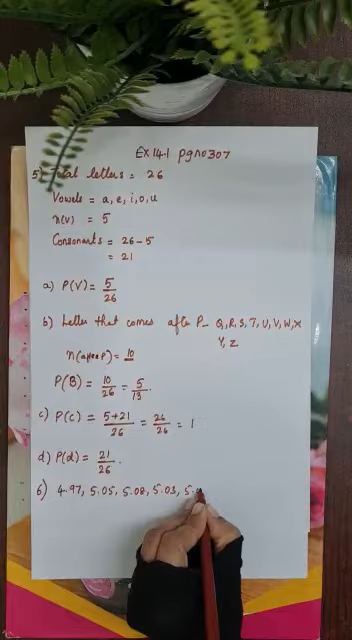 Ex 14.1 pg no 307
5) Total letters = 26
Vowels = a, e, i, o, u
n(v) = 5
Consonants = 26 - 5
= 21
a) P(V) = 5/26
b) Letter that comes after P - Q, R, S, T, U, V, W, X
Y, Z
n(after P) = 10
P(B) = 10/26 = 5/13.
c) P(c) = 5+21/26 = 26/26 = 1
d) P(d) = 21/26.
6) 4.97, 5.05, 5.08, 5.03, 5.